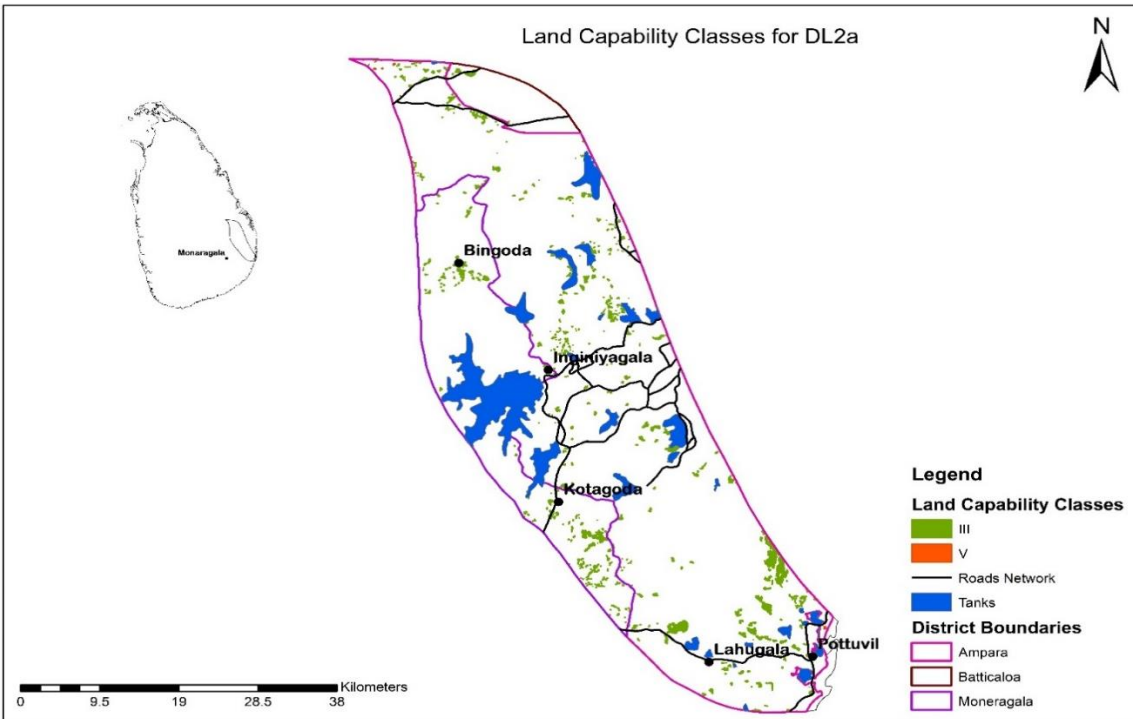 Land Capability Classes for DL2a
N
Monaragala
Bingoda
Inginiyagala
Kotagoda
Lahugala
Pottuvil
Legend
Land Capability Classes
III
V
Roads Network
Tanks
District Boundaries
Ampara
Batticaloa
Moneragala
Kilometers
0 9.5 19 28.5 38